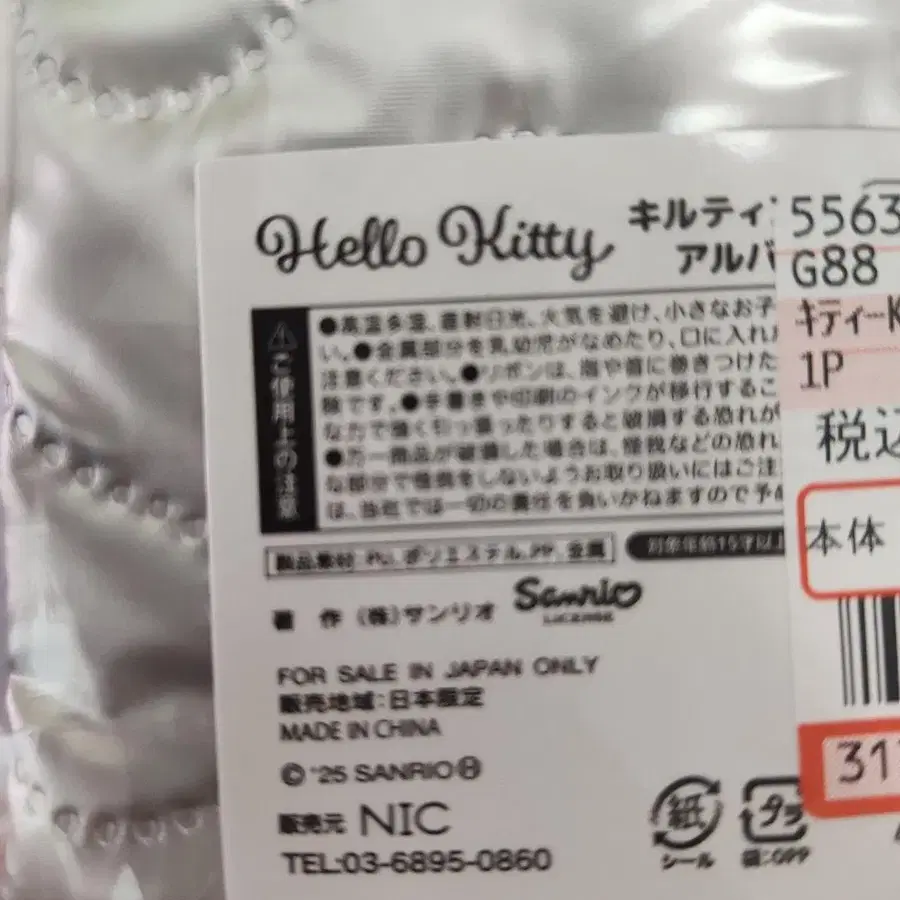 Hello Kitty
キルティ
アルバ
5563
G88
キティーK
1P
税込
本体
317
⚠ご使用上の注意
●高温多湿、直射日光、火気を避け、小さなお子
い。●金属部分を乳幼児がなめたり、口に入れ
注意ください。●リボンは、指や首に巻きつけた
険です。●手書きや印刷のインクが移行するこ
な力で強く引っ張ったりすると破損する恐れが
●万一商品が破損した場合は、怪我などの恐れ
な部分で怪我をしないようお取り扱いにはご注
は、当社では一切の責任を負いかねますので予め
製品素材 PU、ポリエステル、PP、金属
対象年齢15才以上
著 作 (株)サンリオ
Sanrio
LICENSE
FOR SALE IN JAPAN ONLY
販売地域:日本限定
MADE IN CHINA
© '25 SANRIO Ⓗ
販売元 NIC
TEL:03-6895-0860
紙
シール
プラ
袋:OPP